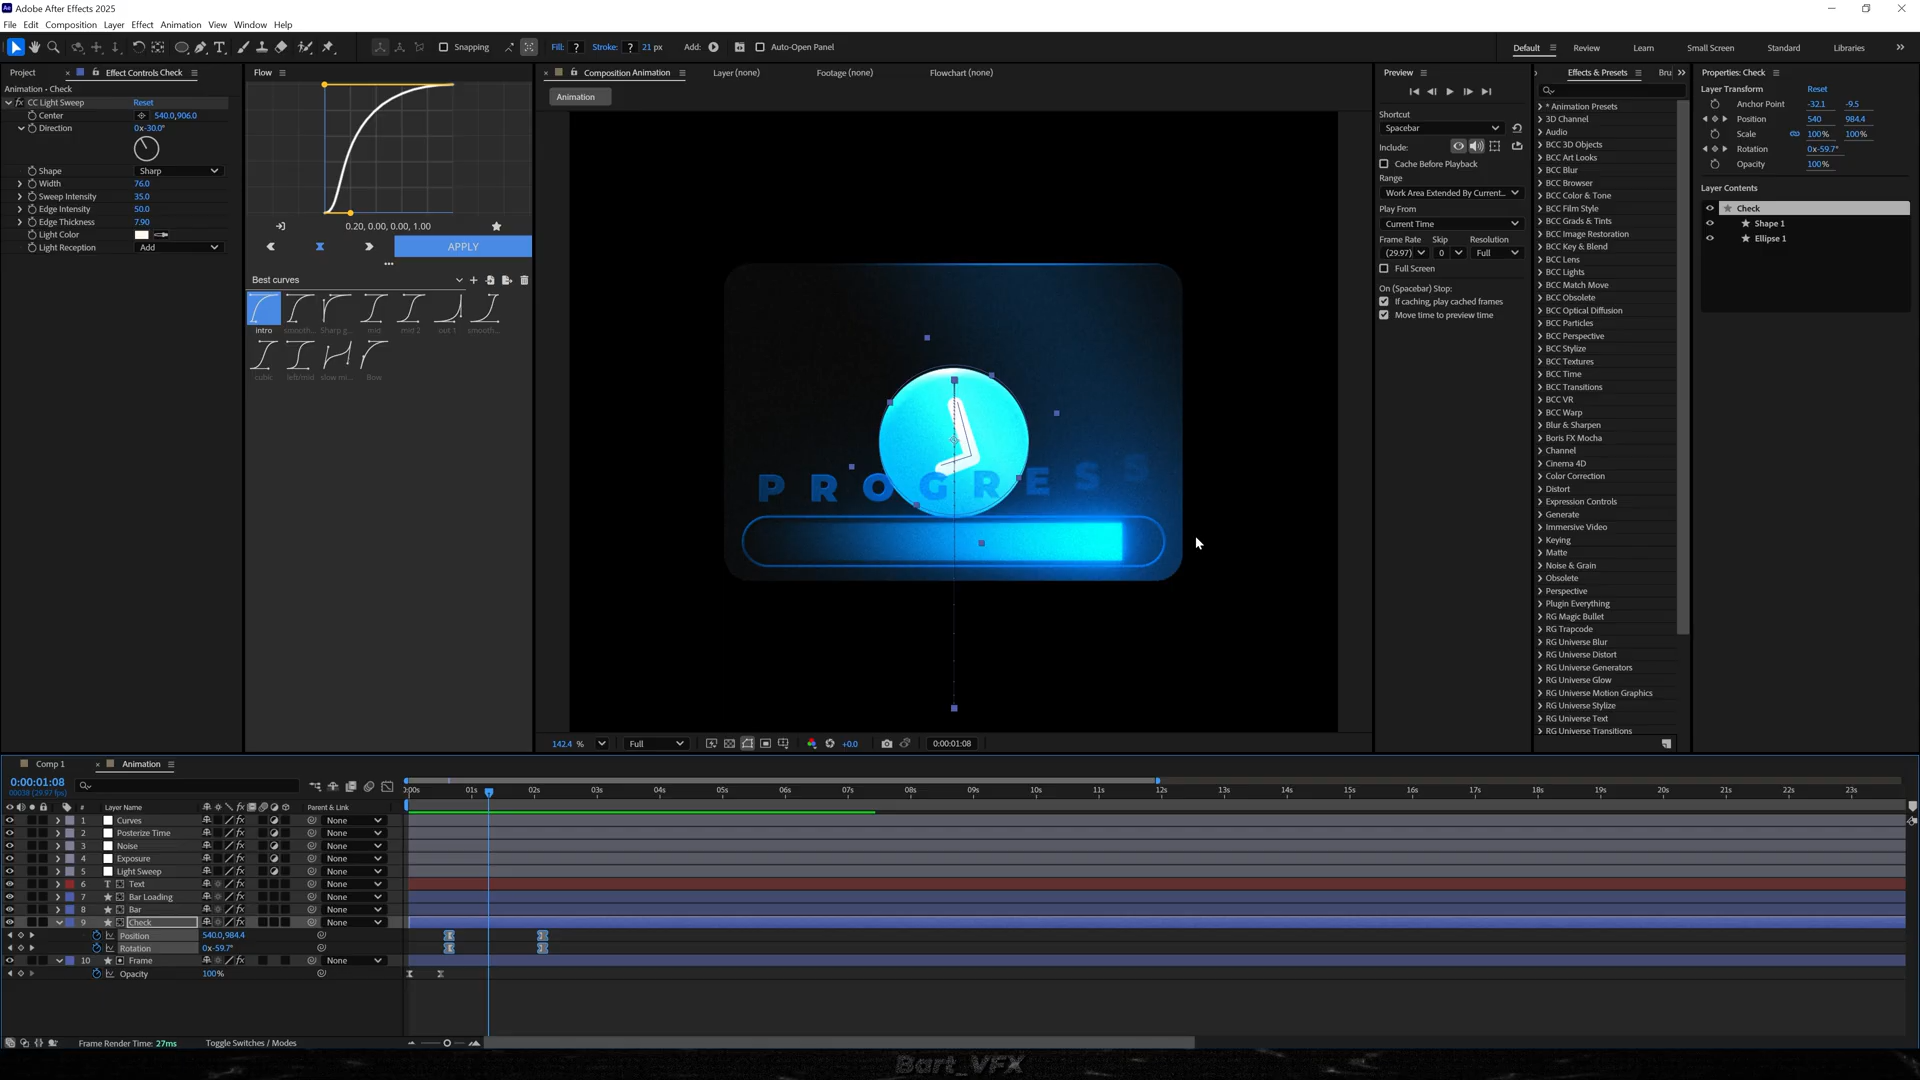 Adobe After Effects 2025
File Edit Composition Layer Effect Animation View Window Help
Snapping Fill: ? Stroke: ? 21 px Add: Auto-Open Panel Default Review Learn Small Screen Standard Libraries
Project Effect Controls Check
Animation • Check
fx CC Light Sweep Reset
Center 540.0,906.0
Direction 0x-30.0°
Shape Sharp
Width 76.0
Sweep Intensity 35.0
Edge Intensity 50.0
Edge Thickness 7.90
Light Color
Light Reception Add
Flow
0.20, 0.00, 0.00, 1.00
APPLY
Best curves
intro smooth... Sharp g... mid mid 2 out 1 smooth...
cubic left/mid slow mi... Bow
Composition Animation Layer (none) Footage (none) Flowchart (none)
Animation
PROGRESS
142.4 % Full +0.0 0:00:01:08
Preview
Shortcut
Spacebar
Include:
Cache Before Playback
Range
Work Area Extended By Current...
Play From
Current Time
Frame Rate Skip Resolution
(29.97) 0 Full
Full Screen
On (Spacebar) Stop:
If caching, play cached frames
Move time to preview time
Effects & Presets Bru
* Animation Presets
3D Channel
Audio
BCC 3D Objects
BCC Art Looks
BCC Blur
BCC Browser
BCC Color & Tone
BCC Film Style
BCC Grads & Tints
BCC Image Restoration
BCC Key & Blend
BCC Lens
BCC Lights
BCC Match Move
BCC Obsolete
BCC Optical Diffusion
BCC Particles
BCC Perspective
BCC Stylize
BCC Textures
BCC Time
BCC Transitions
BCC VR
BCC Warp
Blur & Sharpen
Boris FX Mocha
Channel
Cinema 4D
Color Correction
Distort
Expression Controls
Generate
Immersive Video
Keying
Matte
Noise & Grain
Obsolete
Perspective
Plugin Everything
RG Magic Bullet
RG Trapcode
RG Universe Blur
RG Universe Distort
RG Universe Generators
RG Universe Glow
RG Universe Motion Graphics
RG Universe Stylize
RG Universe Text
RG Universe Transitions
Properties: Check
Layer Transform Reset
Anchor Point -32.1 -9.5
Position 540 984.4
Scale 100% 100%
Rotation 0x-59.7°
Opacity 100%
Layer Contents
Check
Shape 1
Ellipse 1
Comp 1 Animation
0:00:01:08
00038 (29.97 fps)
# Layer Name fx Parent & Link
:00s 01s 02s 03s 04s 05s 06s 07s 08s 09s 10s 11s 12s 13s 14s 15s 16s 17s 18s 19s 20s 21s 22s 23s
1 Curves fx None
2 Posterize Time fx None
3 Noise fx None
4 Exposure fx None
5 Light Sweep fx None
6 T Text fx None
7 Bar Loading fx None
8 Bar fx None
9 Check fx None
Position 540.0,984.4
Rotation 0x-59.7°
10 Frame fx None
Opacity 100%
Frame Render Time: 27ms Toggle Switches / Modes
Bart_VFX